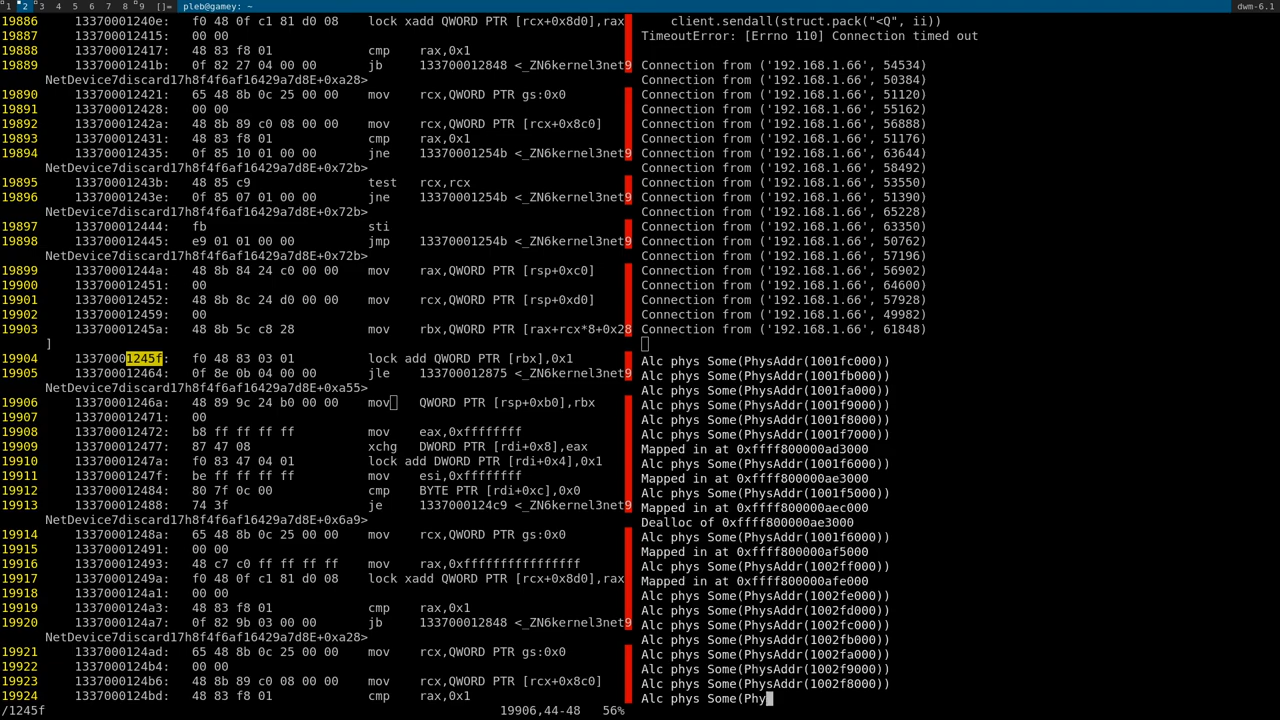 1 2 3 4 5 6 7 8 9 []= pleb@gamey: ~ dwm-6.1
19886 13370001240e: f0 48 0f c1 81 d0 08 lock xadd QWORD PTR [rcx+0x8d0],rax
19887 133700012415: 00 00
19888 133700012417: 48 83 f8 01 cmp rax,0x1
19889 13370001241b: 0f 82 27 04 00 00 jb 133700012848 <_ZN6kernel3net9
NetDevice7discard17h8f4f6af16429a7d8E+0xa28>
19890 133700012421: 65 48 8b 0c 25 00 00 mov rcx,QWORD PTR gs:0x0
19891 133700012428: 00 00
19892 13370001242a: 48 8b 89 c0 08 00 00 mov rcx,QWORD PTR [rcx+0x8c0]
19893 133700012431: 48 83 f8 01 cmp rax,0x1
19894 133700012435: 0f 85 10 01 00 00 jne 13370001254b <_ZN6kernel3net9
NetDevice7discard17h8f4f6af16429a7d8E+0x72b>
19895 13370001243b: 48 85 c9 test rcx,rcx
19896 13370001243e: 0f 85 07 01 00 00 jne 13370001254b <_ZN6kernel3net9
NetDevice7discard17h8f4f6af16429a7d8E+0x72b>
19897 133700012444: fb sti
19898 133700012445: e9 01 01 00 00 jmp 13370001254b <_ZN6kernel3net9
NetDevice7discard17h8f4f6af16429a7d8E+0x72b>
19899 13370001244a: 48 8b 84 24 c0 00 00 mov rax,QWORD PTR [rsp+0xc0]
19900 133700012451: 00
19901 133700012452: 48 8b 8c 24 d0 00 00 mov rcx,QWORD PTR [rsp+0xd0]
19902 133700012459: 00
19903 13370001245a: 48 8b 5c c8 28 mov rbx,QWORD PTR [rax+rcx*8+0x28
]
19904 13370001245f: f0 48 83 03 01 lock add QWORD PTR [rbx],0x1
19905 133700012464: 0f 8e 0b 04 00 00 jle 133700012875 <_ZN6kernel3net9
NetDevice7discard17h8f4f6af16429a7d8E+0xa55>
19906 13370001246a: 48 89 9c 24 b0 00 00 mov QWORD PTR [rsp+0xb0],rbx
19907 133700012471: 00
19908 133700012472: b8 ff ff ff ff mov eax,0xffffffff
19909 133700012477: 87 47 08 xchg DWORD PTR [rdi+0x8],eax
19910 13370001247a: f0 83 47 04 01 lock add DWORD PTR [rdi+0x4],0x1
19911 13370001247f: be ff ff ff ff mov esi,0xffffffff
19912 133700012484: 80 7f 0c 00 cmp BYTE PTR [rdi+0xc],0x0
19913 133700012488: 74 3f je 1337000124c9 <_ZN6kernel3net9
NetDevice7discard17h8f4f6af16429a7d8E+0x6a9>
19914 13370001248a: 65 48 8b 0c 25 00 00 mov rcx,QWORD PTR gs:0x0
19915 133700012491: 00 00
19916 133700012493: 48 c7 c0 ff ff ff ff mov rax,0xffffffffffffffff
19917 13370001249a: f0 48 0f c1 81 d0 08 lock xadd QWORD PTR [rcx+0x8d0],rax
19918 1337000124a1: 00 00
19919 1337000124a3: 48 83 f8 01 cmp rax,0x1
19920 1337000124a7: 0f 82 9b 03 00 00 jb 133700012848 <_ZN6kernel3net9
NetDevice7discard17h8f4f6af16429a7d8E+0xa28>
19921 1337000124ad: 65 48 8b 0c 25 00 00 mov rcx,QWORD PTR gs:0x0
19922 1337000124b4: 00 00
19923 1337000124b6: 48 8b 89 c0 08 00 00 mov rcx,QWORD PTR [rcx+0x8c0]
19924 1337000124bd: 48 83 f8 01 cmp rax,0x1
/1245f 19906,44-48 56%
client.sendall(struct.pack("<Q", ii))
TimeoutError: [Errno 110] Connection timed out
Connection from ('192.168.1.66', 54534)
Connection from ('192.168.1.66', 50384)
Connection from ('192.168.1.66', 51120)
Connection from ('192.168.1.66', 55162)
Connection from ('192.168.1.66', 56888)
Connection from ('192.168.1.66', 51176)
Connection from ('192.168.1.66', 63644)
Connection from ('192.168.1.66', 58492)
Connection from ('192.168.1.66', 53550)
Connection from ('192.168.1.66', 51390)
Connection from ('192.168.1.66', 65228)
Connection from ('192.168.1.66', 63350)
Connection from ('192.168.1.66', 50762)
Connection from ('192.168.1.66', 57196)
Connection from ('192.168.1.66', 56902)
Connection from ('192.168.1.66', 64600)
Connection from ('192.168.1.66', 57928)
Connection from ('192.168.1.66', 49982)
Connection from ('192.168.1.66', 61848)
Alc phys Some(PhysAddr(1001fc000))
Alc phys Some(PhysAddr(1001fb000))
Alc phys Some(PhysAddr(1001fa000))
Alc phys Some(PhysAddr(1001f9000))
Alc phys Some(PhysAddr(1001f8000))
Alc phys Some(PhysAddr(1001f7000))
Mapped in at 0xffff800000ad3000
Alc phys Some(PhysAddr(1001f6000))
Mapped in at 0xffff800000ae3000
Alc phys Some(PhysAddr(1001f5000))
Mapped in at 0xffff800000aec000
Dealloc of 0xffff800000ae3000
Alc phys Some(PhysAddr(1001f6000))
Mapped in at 0xffff800000af5000
Alc phys Some(PhysAddr(1002ff000))
Mapped in at 0xffff800000afe000
Alc phys Some(PhysAddr(1002fe000))
Alc phys Some(PhysAddr(1002fd000))
Alc phys Some(PhysAddr(1002fc000))
Alc phys Some(PhysAddr(1002fb000))
Alc phys Some(PhysAddr(1002fa000))
Alc phys Some(PhysAddr(1002f9000))
Alc phys Some(PhysAddr(1002f8000))
Alc phys Some(Phy